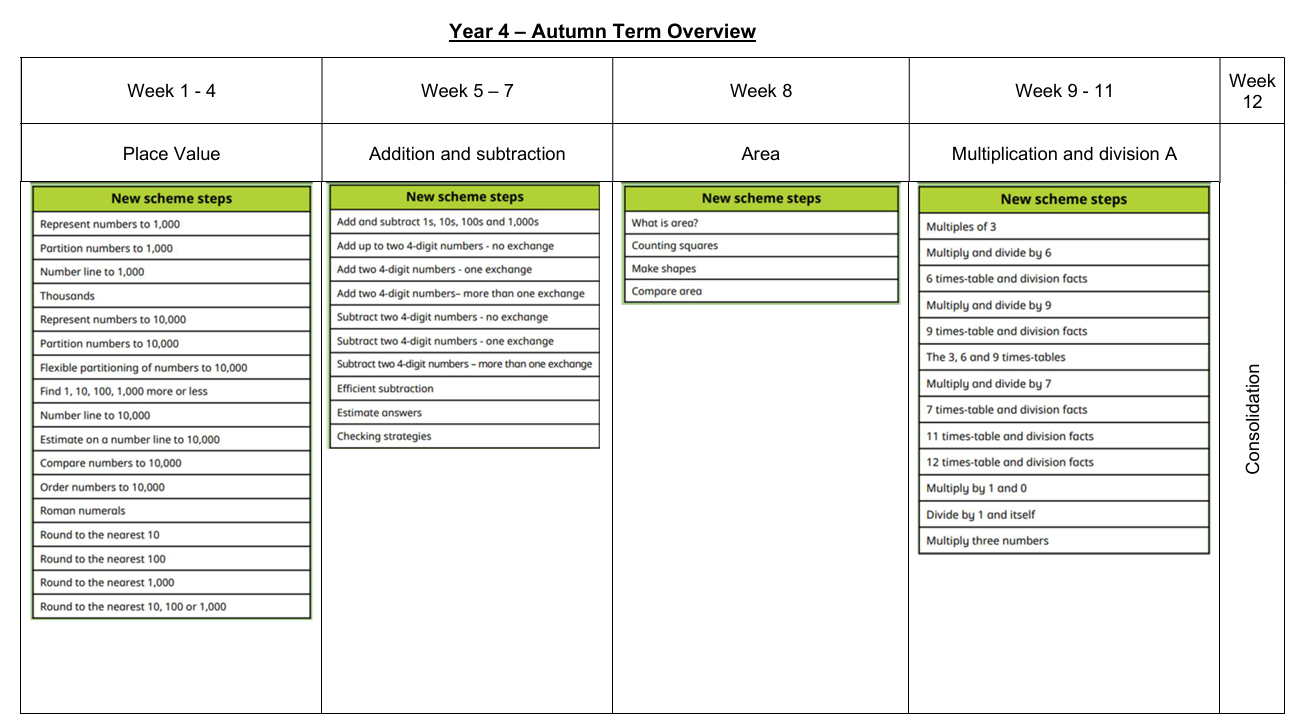 Year 4 – Autumn Term Overview
Week 1 - 4
Week 5 – 7
Week 8
Week 9 - 11
Week
12
Place Value
Addition and subtraction
Area
Multiplication and division A
New scheme steps
Represent numbers to 1,000
Partition numbers to 1,000
Number line to 1,000
Thousands
Represent numbers to 10,000
Partition numbers to 10,000
Flexible partitioning of numbers to 10,000
Find 1, 10, 100, 1,000 more or less
Number line to 10,000
Estimate on a number line to 10,000
Compare numbers to 10,000
Order numbers to 10,000
Roman numerals
Round to the nearest 10
Round to the nearest 100
Round to the nearest 1,000
Round to the nearest 10, 100 or 1,000
New scheme steps
Add and subtract 1s, 10s, 100s and 1,000s
Add up to two 4-digit numbers - no exchange
Add two 4-digit numbers - one exchange
Add two 4-digit numbers– more than one exchange
Subtract two 4-digit numbers - no exchange
Subtract two 4-digit numbers - one exchange
Subtract two 4-digit numbers – more than one exchange
Efficient subtraction
Estimate answers
Checking strategies
New scheme steps
What is area?
Counting squares
Make shapes
Compare area
New scheme steps
Multiples of 3
Multiply and divide by 6
6 times-table and division facts
Multiply and divide by 9
9 times-table and division facts
The 3, 6 and 9 times-tables
Multiply and divide by 7
7 times-table and division facts
11 times-table and division facts
12 times-table and division facts
Multiply by 1 and 0
Divide by 1 and itself
Multiply three numbers
Consolidation